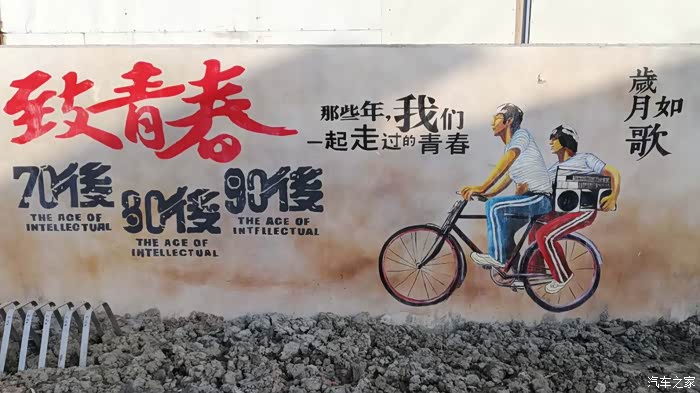 致青春
70後
THE AGE OF
INTELLECTUAL
80後
THE AGE OF
INTELLECTUAL
90後
THE AGE OF
INTELLECTUAL
那些年,我们
一起走过的青春
歲月如歌
汽车之家